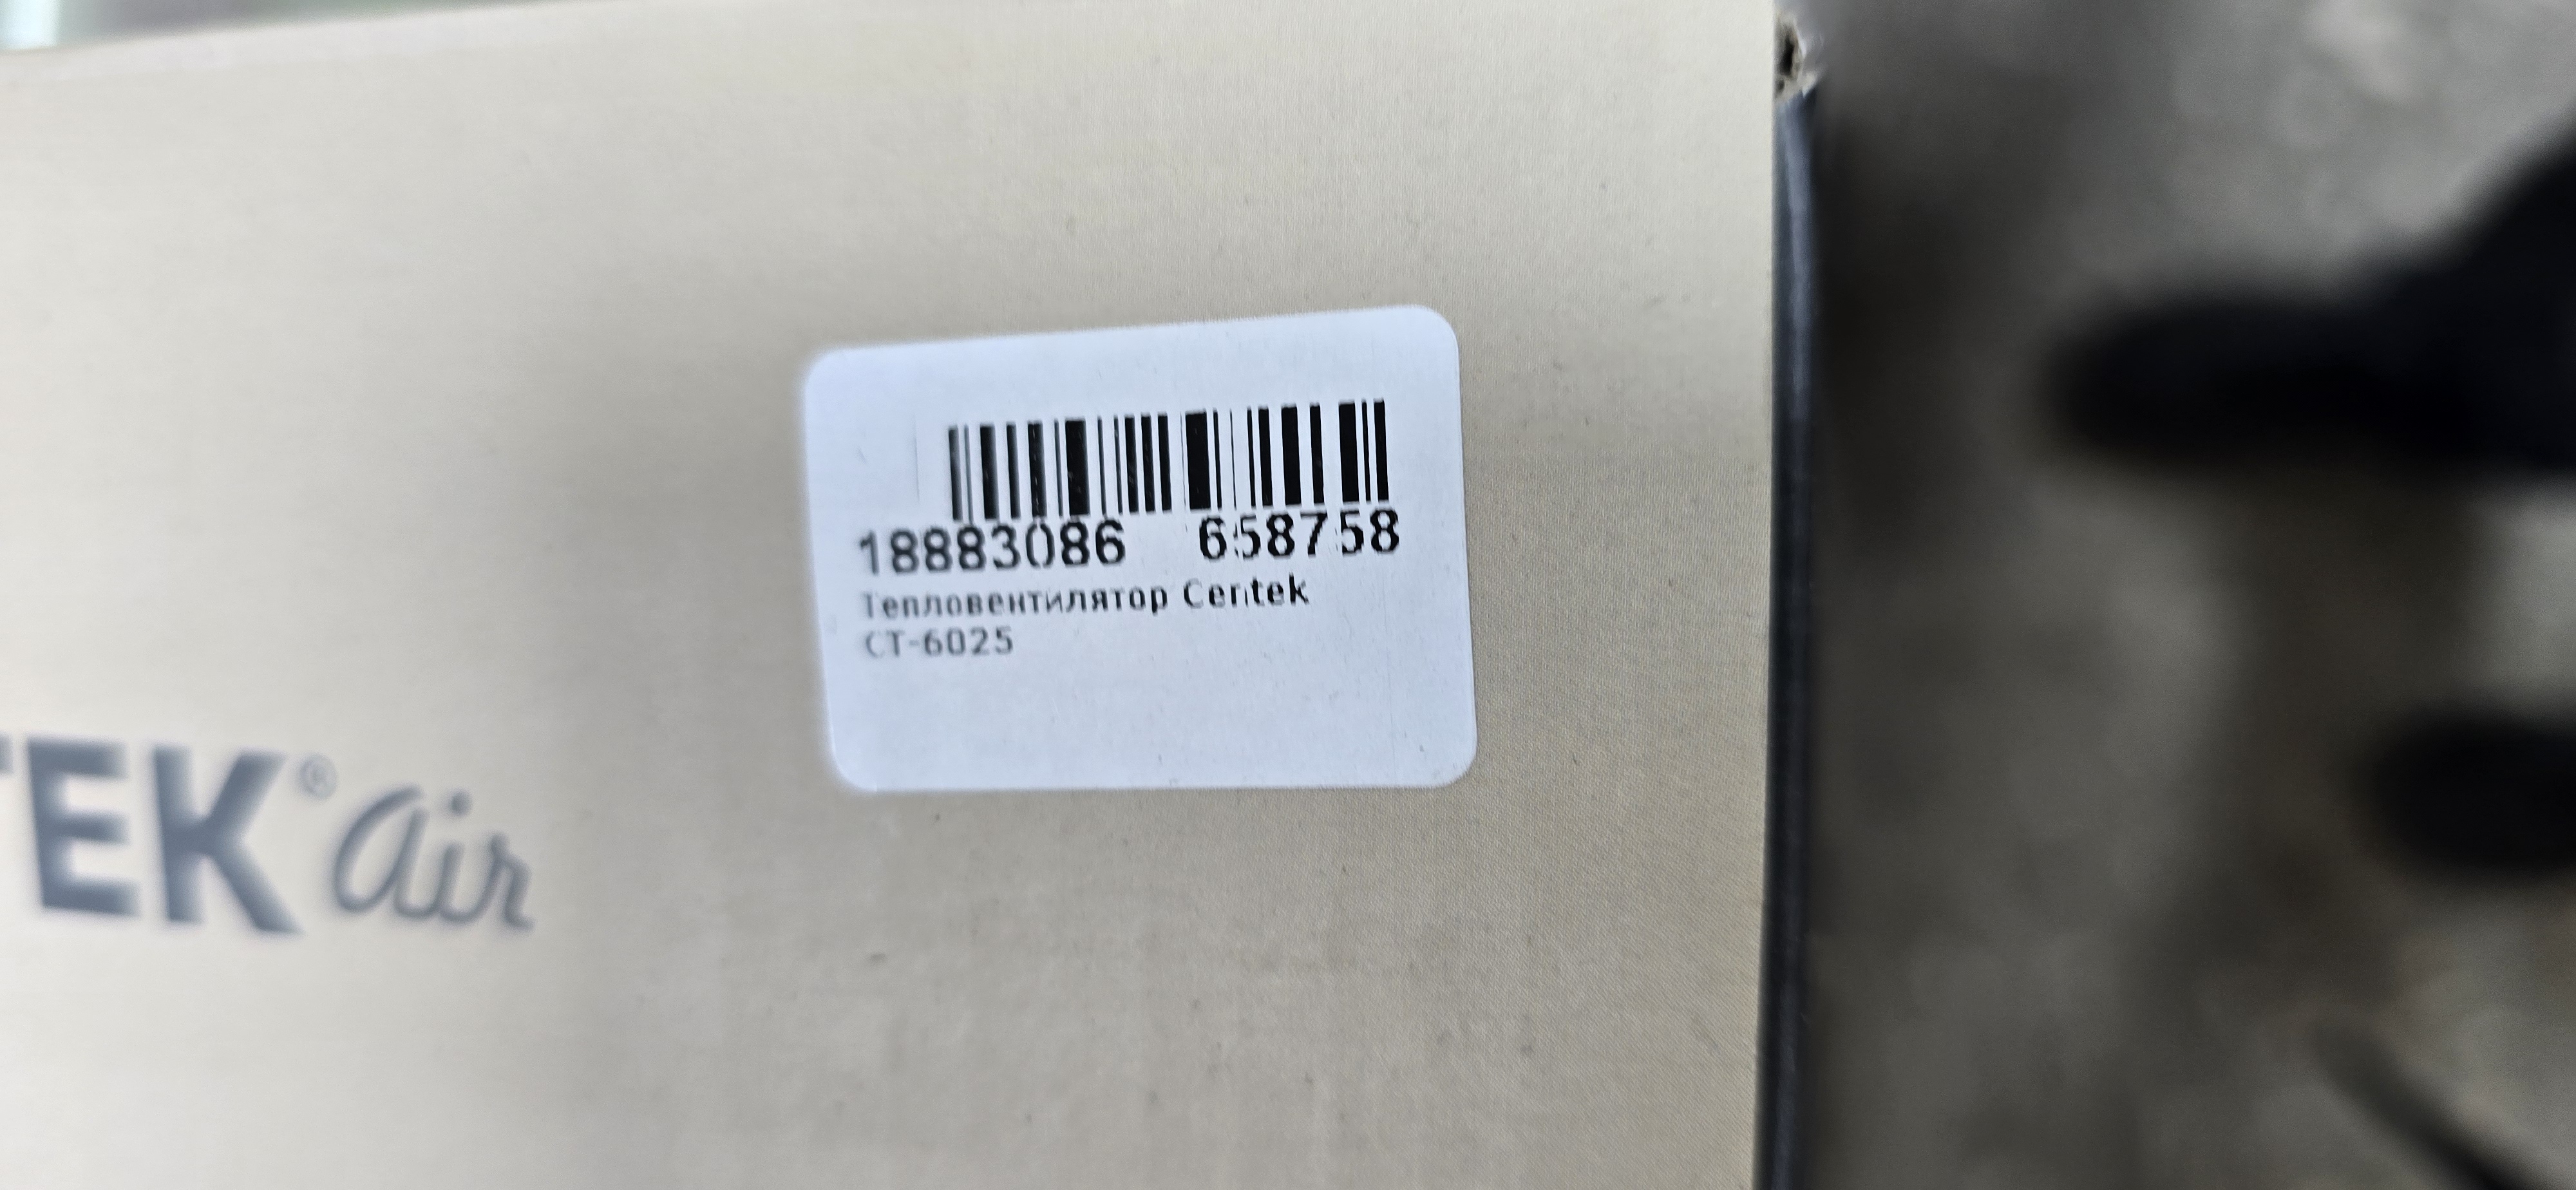 18883086 658758
Тепловентилятор Centek
CT-6025
TEK® air